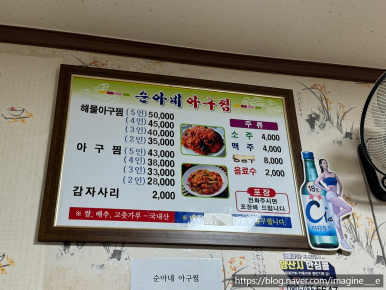 순아네 아구찜
해물아구찜 (5인) 50,000
(4인) 45,000
(3인) 40,000
(2인) 35,000
아 구 찜 (5인) 43,000
(4인) 38,000
(3인) 33,000
(2인) 28,000
감자사리 2,000
※ 쌀, 배추, 고춧가루 - 국내산
주 류
소 주 4,000
맥 주 4,000
8,000
음료수 2,000
포장
전화주시면
포장해 드립니다.
18
C
순아네 아구찜
원산지
https://blog.naver.com/imagine___e